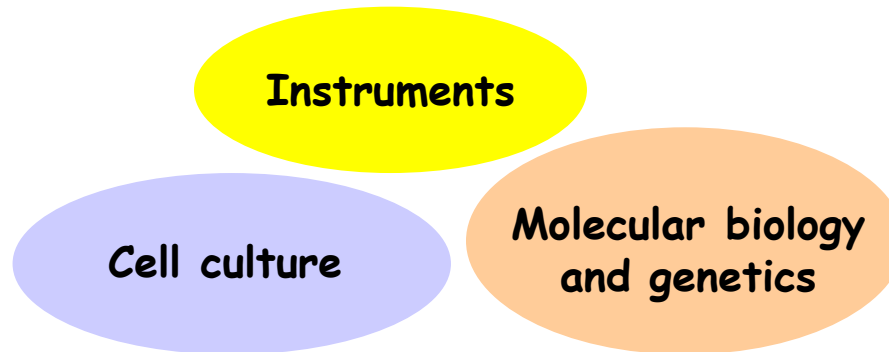 Instruments
Cell culture
Molecular biology
and genetics